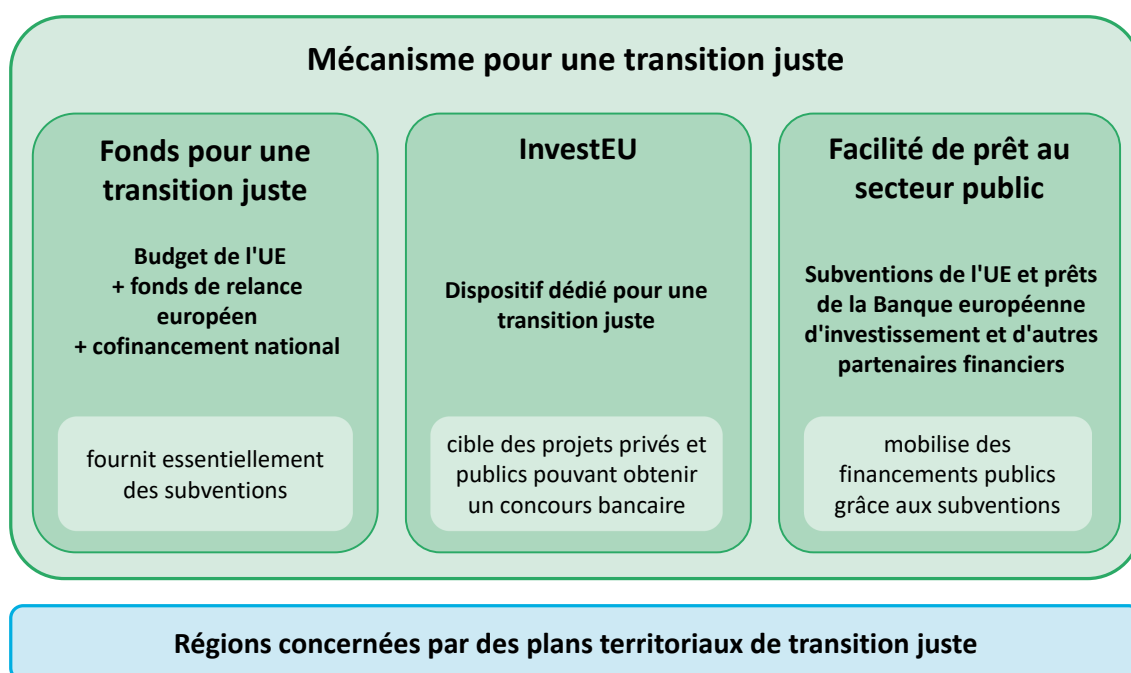 Mécanisme pour une transition juste
Fonds pour une
transition juste
Budget de l'UE
+ fonds de relance
européen
+ cofinancement national
fournit essentiellement
des subventions
InvestEU
Dispositif dédié pour une
transition juste
cible des projets privés et
publics pouvant obtenir
un concours bancaire
Facilité de prêt au
secteur public
Subventions de l'UE et prêts
de la Banque européenne
d'investissement et d'autres
partenaires financiers
mobilise des
financements publics
grâce aux subventions
Régions concernées par des plans territoriaux de transition juste